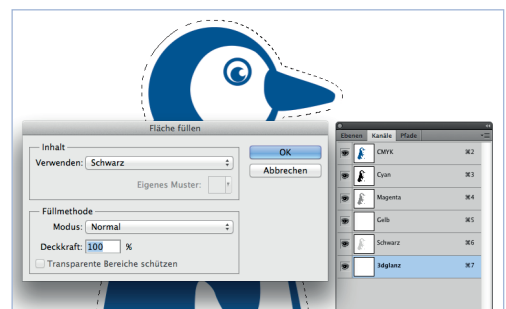 Fläche füllen
Inhalt
Verwenden: Schwarz
Eigenes Muster:
OK
Abbrechen
Füllmethode
Modus: Normal
Deckkraft: 100 %
Transparente Bereiche schützen
Ebenen Kanäle Pfade
CMYK ⌘2
Cyan ⌘3
Magenta ⌘4
Gelb ⌘5
Schwarz ⌘6
3dglanz ⌘7